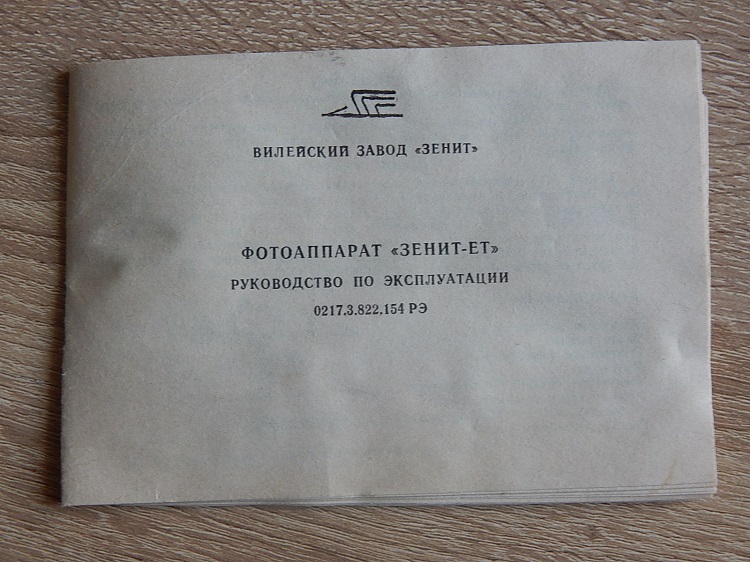 ВИЛЕЙСКИЙ ЗАВОД «ЗЕНИТ»
ФОТОАППАРАТ «ЗЕНИТ-ЕТ»
РУКОВОДСТВО ПО ЭКСПЛУАТАЦИИ
0217.3.822.154 РЭ